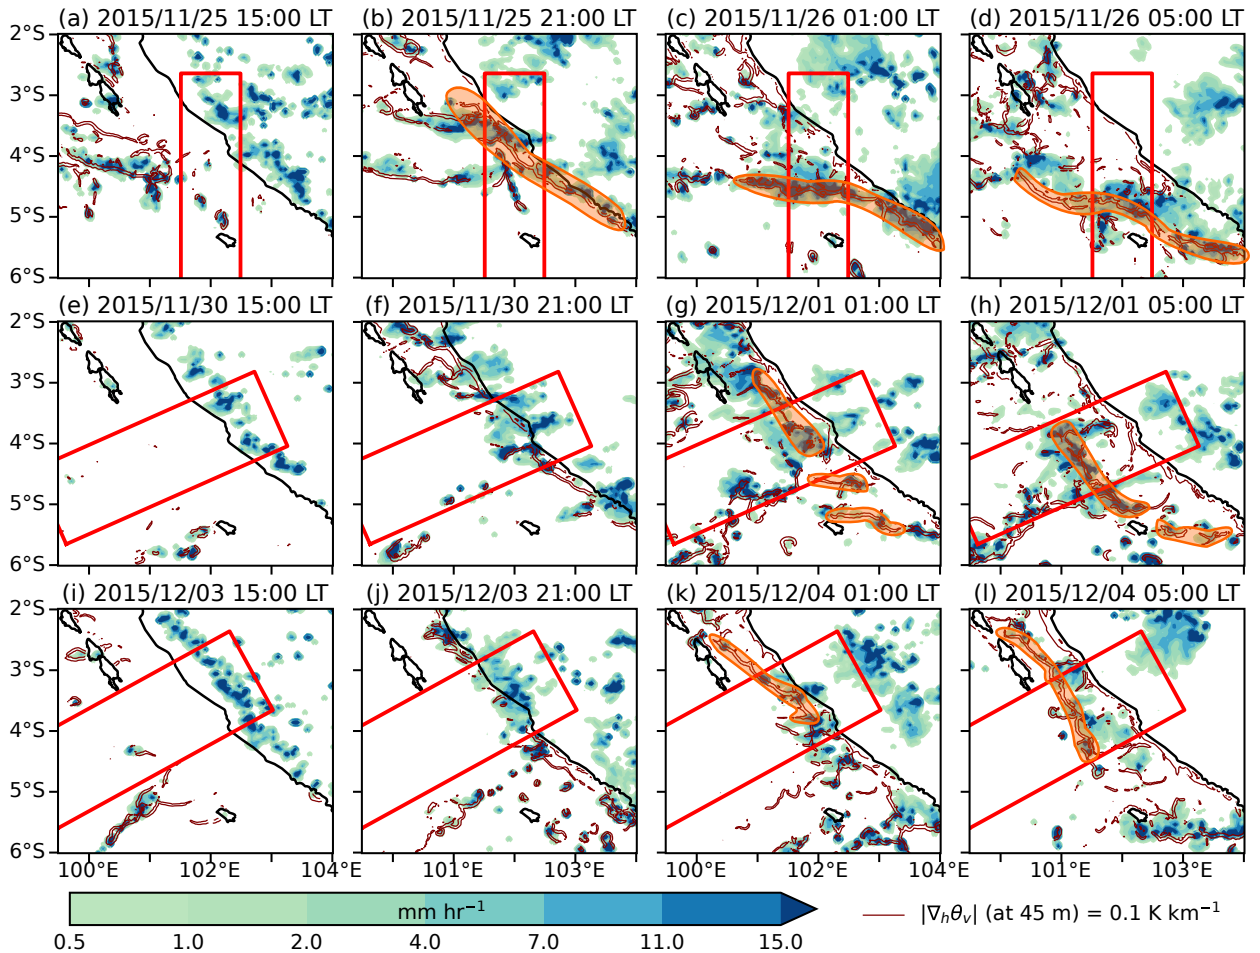 (a) 2015/11/25 15:00 LT
(b) 2015/11/25 21:00 LT
(c) 2015/11/26 01:00 LT
(d) 2015/11/26 05:00 LT
2°S
3°S
4°S
5°S
6°S
(e) 2015/11/30 15:00 LT
(f) 2015/11/30 21:00 LT
(g) 2015/12/01 01:00 LT
(h) 2015/12/01 05:00 LT
2°S
3°S
4°S
5°S
6°S
(i) 2015/12/03 15:00 LT
(j) 2015/12/03 21:00 LT
(k) 2015/12/04 01:00 LT
(l) 2015/12/04 05:00 LT
2°S
3°S
4°S
5°S
6°S
100°E 102°E 104°E 101°E 103°E 100°E 102°E 104°E 101°E 103°E
mm hr⁻¹
0.5 1.0 2.0 4.0 7.0 11.0 15.0
|∇ₕθᵥ| (at 45 m) = 0.1 K km⁻¹